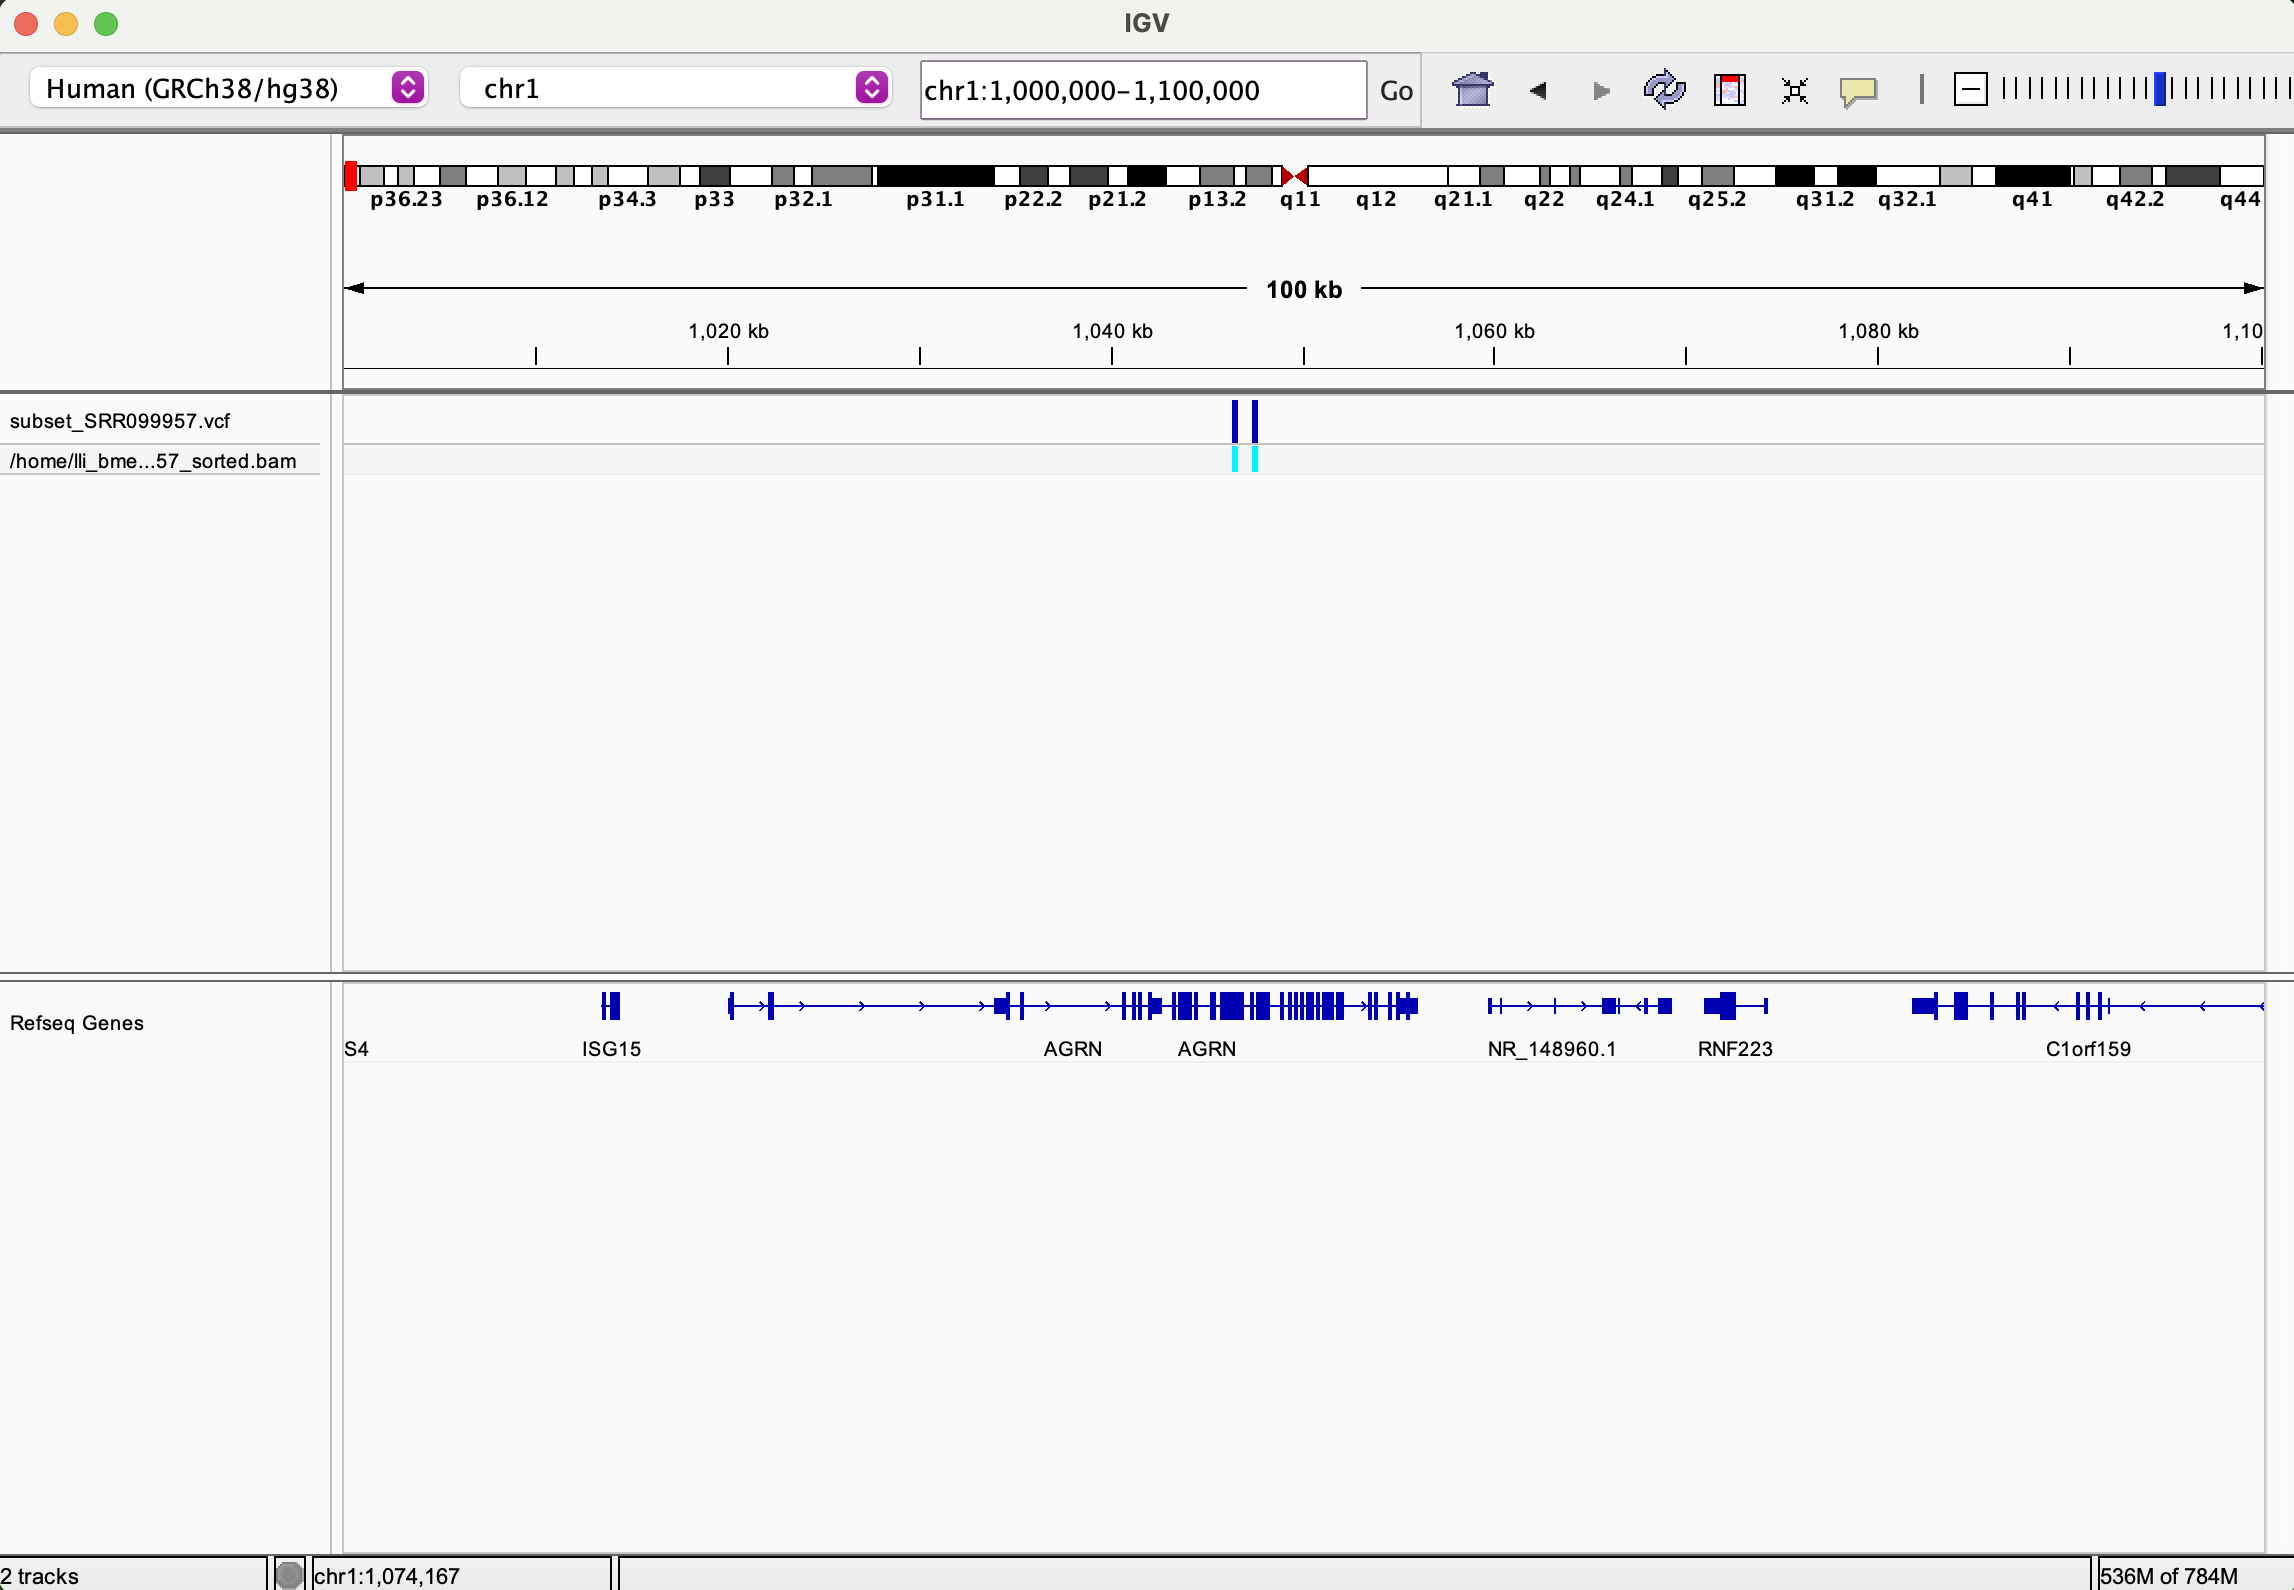 IGV
Human (GRCh38/hg38) chr1 chr1:1,000,000-1,100,000 Go
p36.23 p36.12 p34.3 p33 p32.1 p31.1 p22.2 p21.2 p13.2 q11 q12 q21.1 q22 q24.1 q25.2 q31.2 q32.1 q41 q42.2 q44
100 kb
1,020 kb 1,040 kb 1,060 kb 1,080 kb 1,10
subset_SRR099957.vcf
/home/lli_bme...57_sorted.bam
Refseq Genes
S4 ISG15 AGRN AGRN NR_148960.1 RNF223 C1orf159
2 tracks chr1:1,074,167 536M of 784M